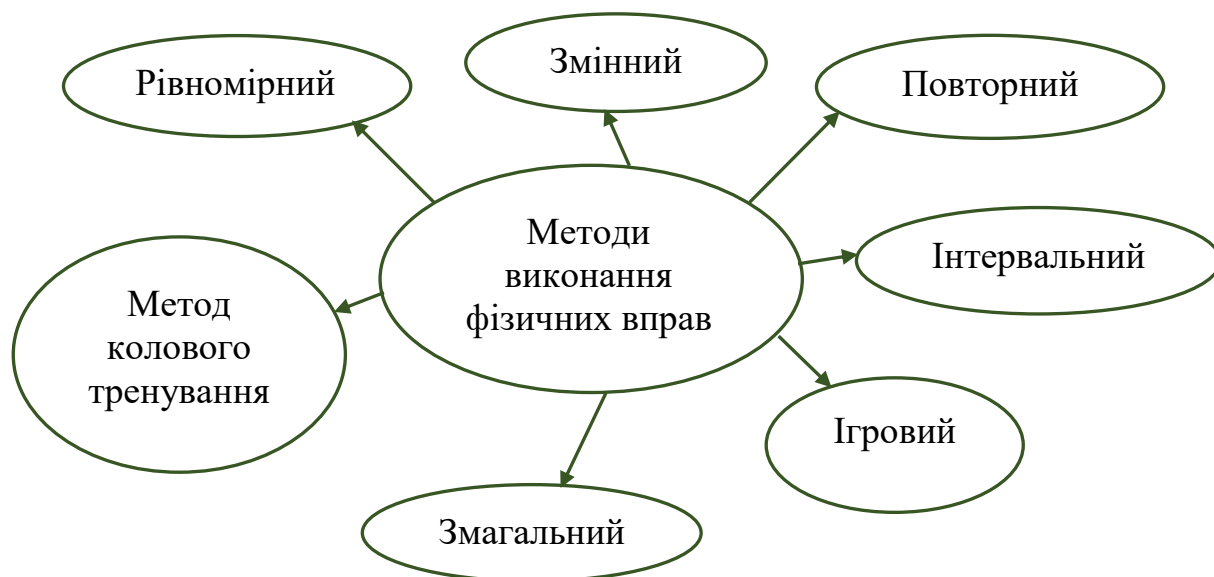 Рівномірний
Змінний
Повторний
Методи
виконання
фізичних вправ
Інтервальний
Метод
колового
тренування
Ігровий
Змагальний